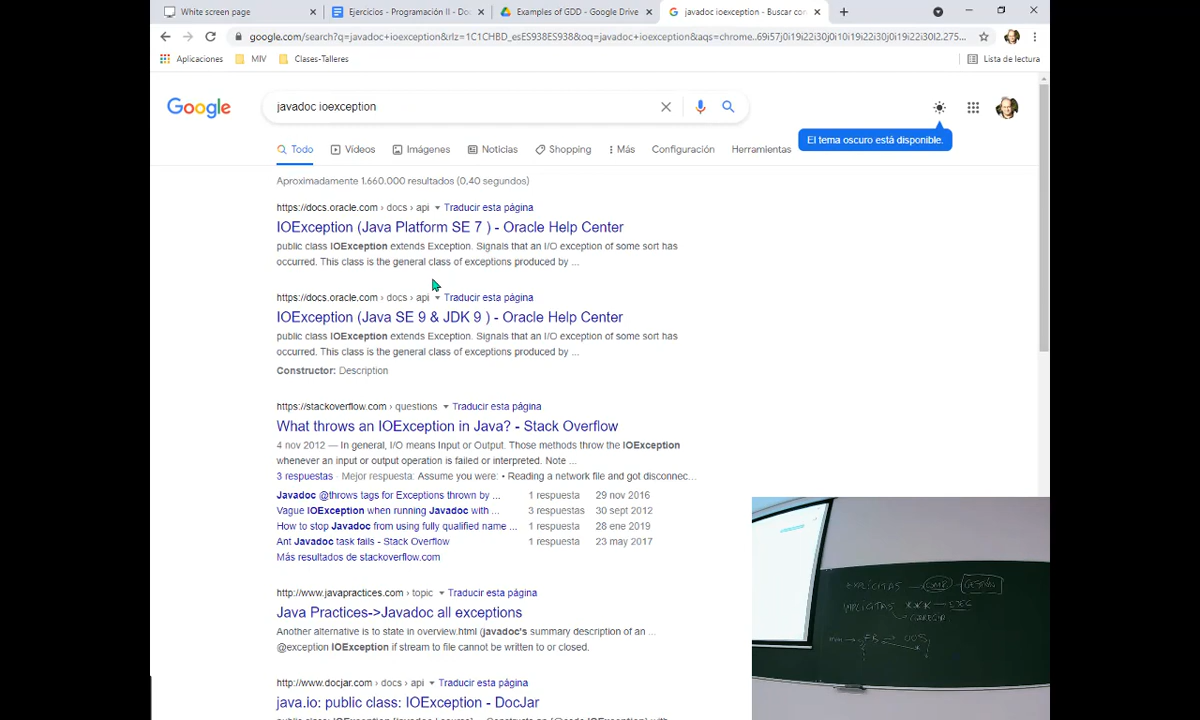 White screen page
Ejercicios - Programación II - Doc
Examples of GDD - Google Drive
javadoc ioexception - Buscar con
google.com/search?q=javadoc+ioexception&rlz=1C1CHBD_esES938ES938&oq=javadoc+ioexception&aqs=chrome..69i57j0i19i22i30j0i10i19i22i30j0i19i22i30l2.275...
Aplicaciones
MIV
Clases-Talleres
Lista de lectura
Google
javadoc ioexception
El tema oscuro está disponible.
Todo
Vídeos
Imágenes
Noticias
Shopping
Más
Configuración
Herramientas
Aproximadamente 1.660.000 resultados (0,40 segundos)
https://docs.oracle.com › docs › api Traducir esta página
IOException (Java Platform SE 7 ) - Oracle Help Center
public class IOException extends Exception. Signals that an I/O exception of some sort has
occurred. This class is the general class of exceptions produced by ...
https://docs.oracle.com › docs › api Traducir esta página
IOException (Java SE 9 & JDK 9 ) - Oracle Help Center
public class IOException extends Exception. Signals that an I/O exception of some sort has
occurred. This class is the general class of exceptions produced by ...
Constructor: Description
https://stackoverflow.com › questions Traducir esta página
What throws an IOException in Java? - Stack Overflow
4 nov 2012 — In general, I/O means Input or Output. Those methods throw the IOException
whenever an input or output operation is failed or interpreted. Note ...
3 respuestas · Mejor respuesta: Assume you were: • Reading a network file and got disconnec...
Javadoc @throws tags for Exceptions thrown by ... 1 respuesta 29 nov 2016
Vague IOException when running Javadoc with ... 3 respuestas 30 sept 2012
How to stop Javadoc from using fully qualified name ... 1 respuesta 28 ene 2019
Ant Javadoc task fails - Stack Overflow 1 respuesta 23 may 2017
Más resultados de stackoverflow.com
http://www.javapractices.com › topic Traducir esta página
Java Practices->Javadoc all exceptions
Another alternative is to state in overview.html (javadoc's summary description of an ...
@exception IOException if stream to file cannot be written to or closed.
http://www.docjar.com › docs › api Traducir esta página
java.io: public class: IOException - DocJar
EXPLÍCITAS
IMPLÍCITAS